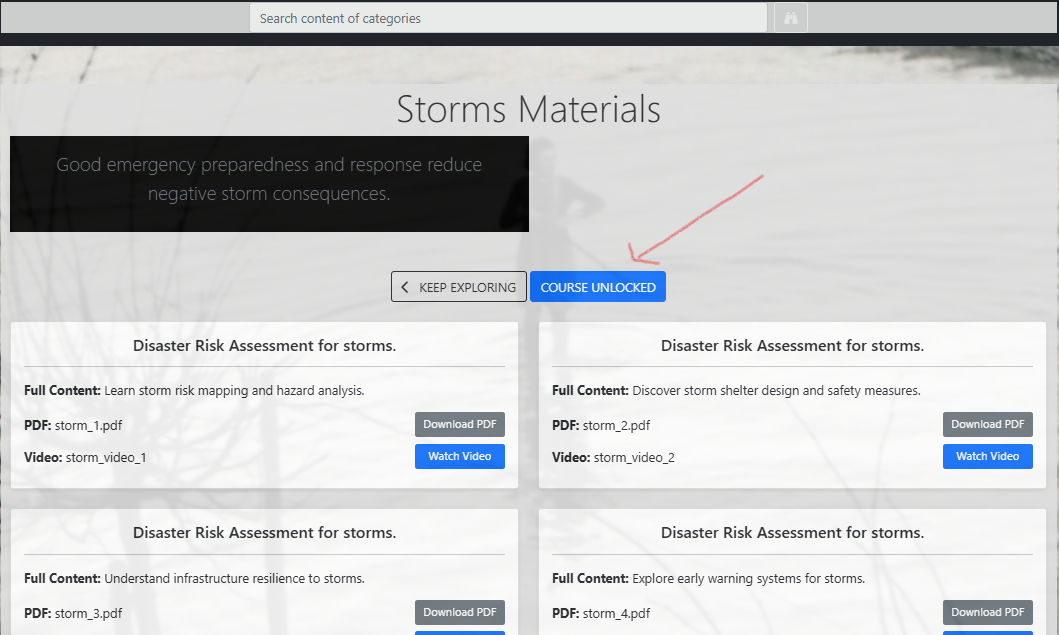 Search content of categories
Storms Materials
Good emergency preparedness and response reduce
negative storm consequences.
KEEP EXPLORING
COURSE UNLOCKED
Disaster Risk Assessment for storms.
Full Content: Learn storm risk mapping and hazard analysis.
PDF: storm_1.pdf
Download PDF
Video: storm_video_1
Watch Video
Disaster Risk Assessment for storms.
Full Content: Discover storm shelter design and safety measures.
PDF: storm_2.pdf
Download PDF
Video: storm_video_2
Watch Video
Disaster Risk Assessment for storms.
Full Content: Understand infrastructure resilience to storms.
PDF: storm_3.pdf
Download PDF
Disaster Risk Assessment for storms.
Full Content: Explore early warning systems for storms.
PDF: storm_4.pdf
Download PDF